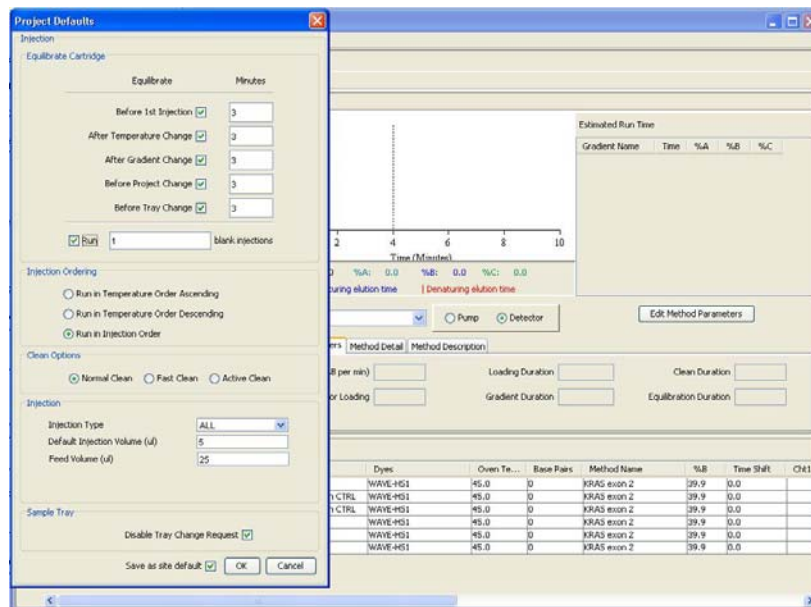 Project Defaults
Injection
Equilibrate Cartridge
Equilibrate Minutes
Before 1st Injection 3
After Temperature Change 3
After Gradient Change 3
Before Project Change 3
Before Tray Change 3
Run 1 blank injections
Injection Ordering
Run in Temperature Order Ascending
Run in Temperature Order Descending
Run in Injection Order
Clean Options
Normal Clean Fast Clean Active Clean
Injection
Injection Type ALL
Default Injection Volume (ul) 5
Feed Volume (ul) 25
Sample Tray
Disable Tray Change Request
Save as site default OK Cancel
Estimated Run Time
Gradient Name Time %A %B %C
2 4 6 8 10
Time (Minutes)
0 %A: 0.0 %B: 0.0 %C: 0.0
uring elution time | Denaturing elution time
Pump Detector Edit Method Parameters
ers Method Detail Method Description
B per min) Loading Duration Clean Duration
or Loading Gradient Duration Equilibration Duration
Dyes Oven Te... Base Pairs Method Name %B Time Shift Cht1
WAVE-HS1 45.0 0 KRAS exon 2 39.9 0.0
n CTRL WAVE-HS1 45.0 0 KRAS exon 2 39.9 0.0
n CTRL WAVE-HS1 45.0 0 KRAS exon 2 39.9 0.0
WAVE-HS1 45.0 0 KRAS exon 2 39.9 0.0
WAVE-HS1 45.0 0 KRAS exon 2 39.9 0.0
WAVE-HS1 45.0 0 KRAS exon 2 39.9 0.0